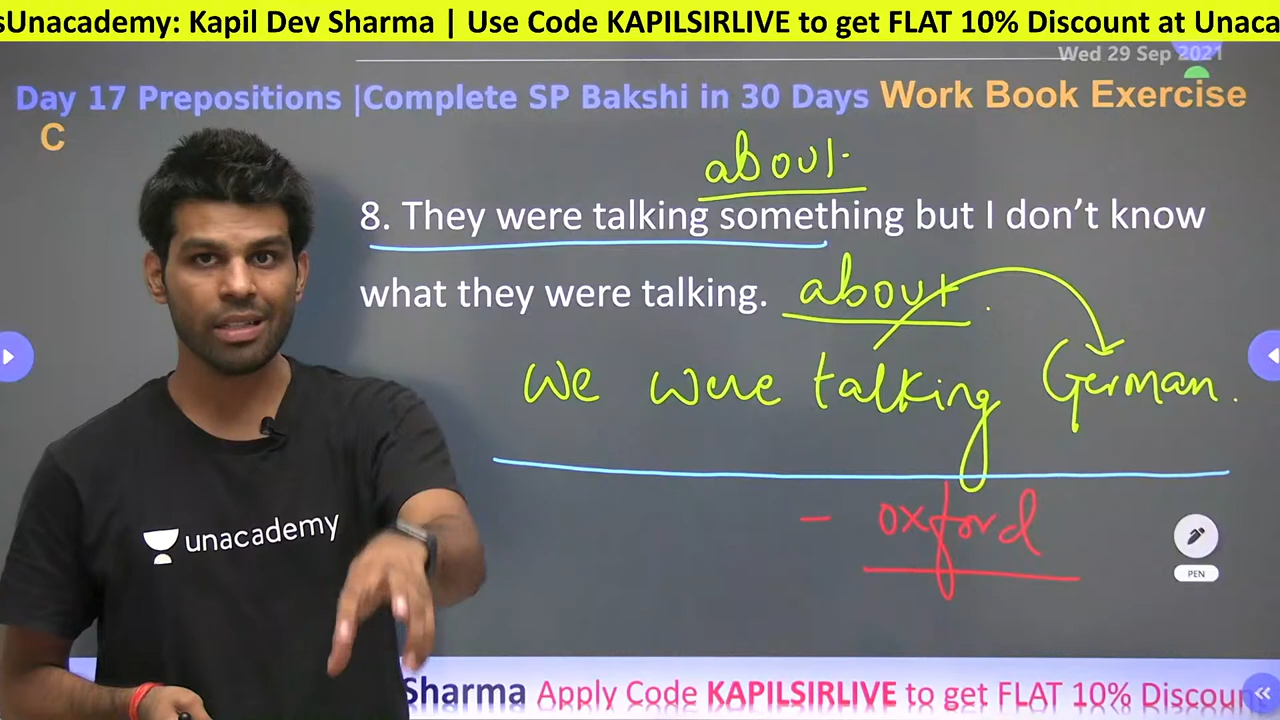 sUnacademy: Kapil Dev Sharma | Use Code KAPILSIRLIVE to get FLAT 10% Discount at Unaca
Wed 29 Sep 2021
Day 17 Prepositions |Complete SP Bakshi in 30 Days Work Book Exercise
C
about
8. They were talking something but I don't know
what they were talking. about.
We were talking German.
- oxford
PEN
unacademy
Sharma Apply Code KAPILSIRLIVE to get FLAT 10% Discoun